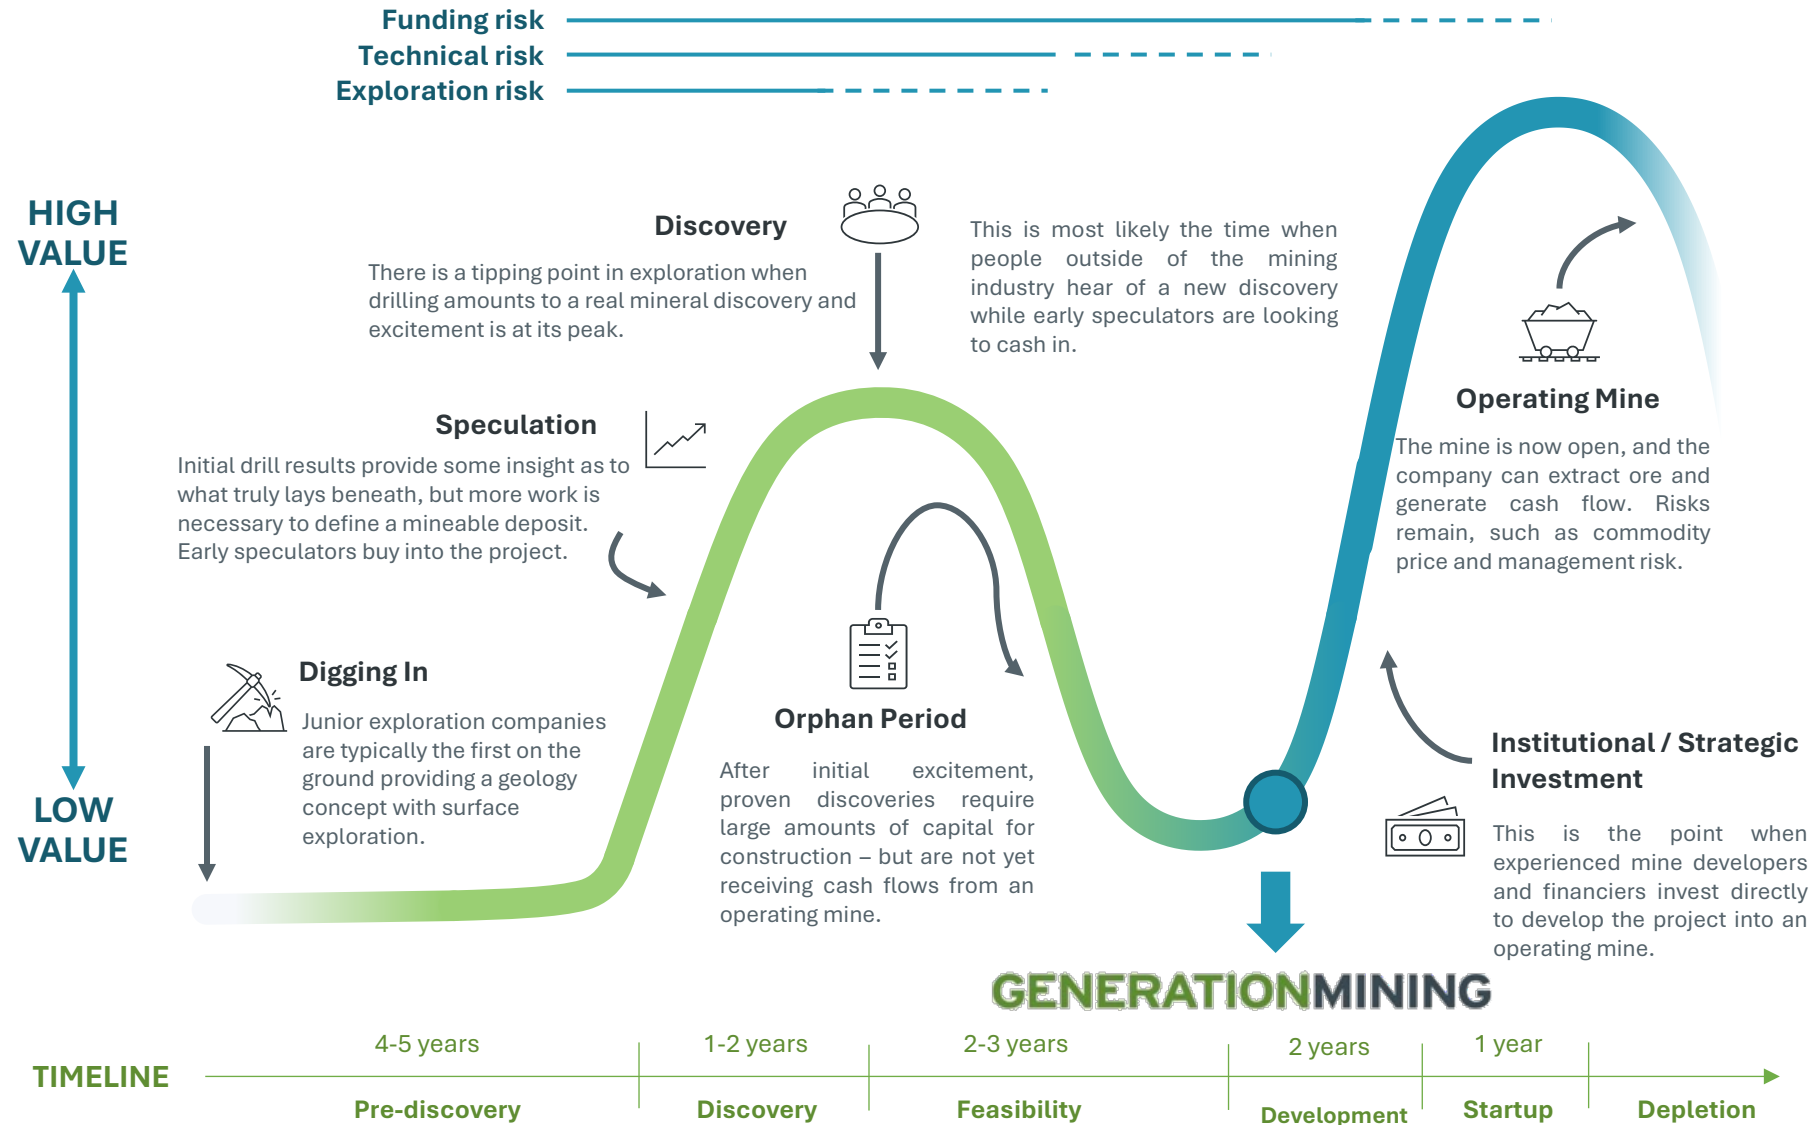 Funding risk
Technical risk
Exploration risk
HIGH
VALUE
LOW
VALUE
Discovery
There is a tipping point in exploration when
drilling amounts to a real mineral discovery and
excitement is at its peak.
This is most likely the time when
people outside of the mining
industry hear of a new discovery
while early speculators are looking
to cash in.
Speculation
Initial drill results provide some insight as to
what truly lays beneath, but more work is
necessary to define a mineable deposit.
Early speculators buy into the project.
Operating Mine
The mine is now open, and the
company can extract ore and
generate cash flow. Risks
remain, such as commodity
price and management risk.
Digging In
Junior exploration companies
are typically the first on the
ground providing a geology
concept with surface
exploration.
Orphan Period
After initial excitement,
proven discoveries require
large amounts of capital for
construction – but are not yet
receiving cash flows from an
operating mine.
Institutional / Strategic
Investment
This is the point when
experienced mine developers
and financiers invest directly
to develop the project into an
operating mine.
GENERATIONMINING
TIMELINE
4-5 years
1-2 years
2-3 years
2 years
1 year
Pre-discovery
Discovery
Feasibility
Development
Startup
Depletion